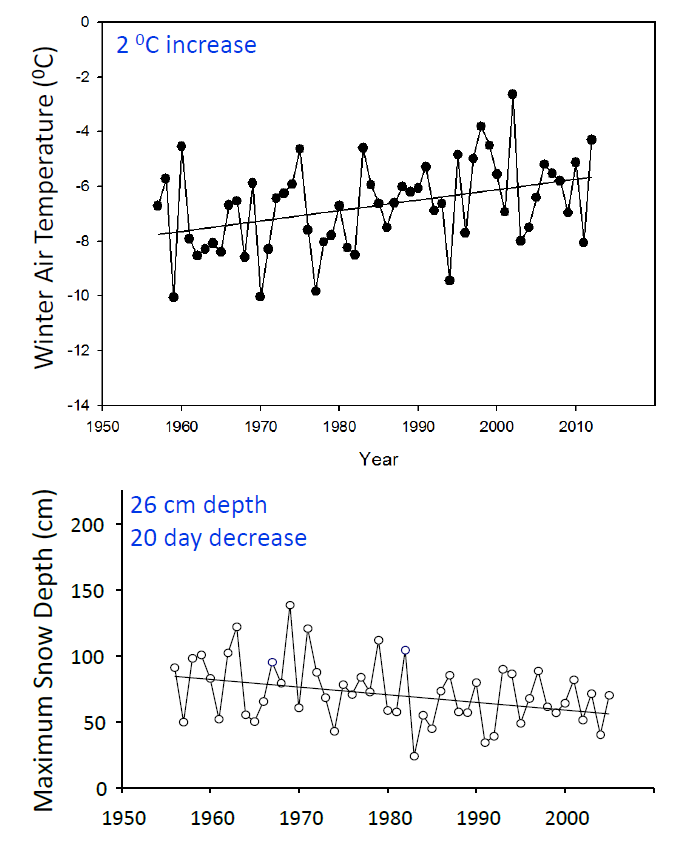 2 ⁰C increase
Winter Air Temperature (⁰C)
0
-2
-4
-6
-8
-10
-12
-14
1950 1960 1970 1980 1990 2000 2010
Year
26 cm depth
20 day decrease
Maximum Snow Depth (cm)
200
150
100
50
0
1950 1960 1970 1980 1990 2000